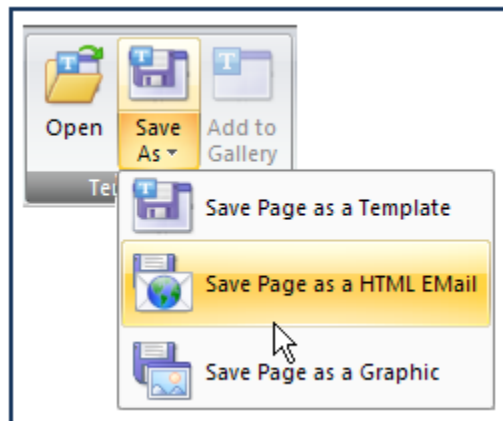 Open
Save As
Add to Gallery
Save Page as a Template
Save Page as a HTML EMail
Save Page as a Graphic